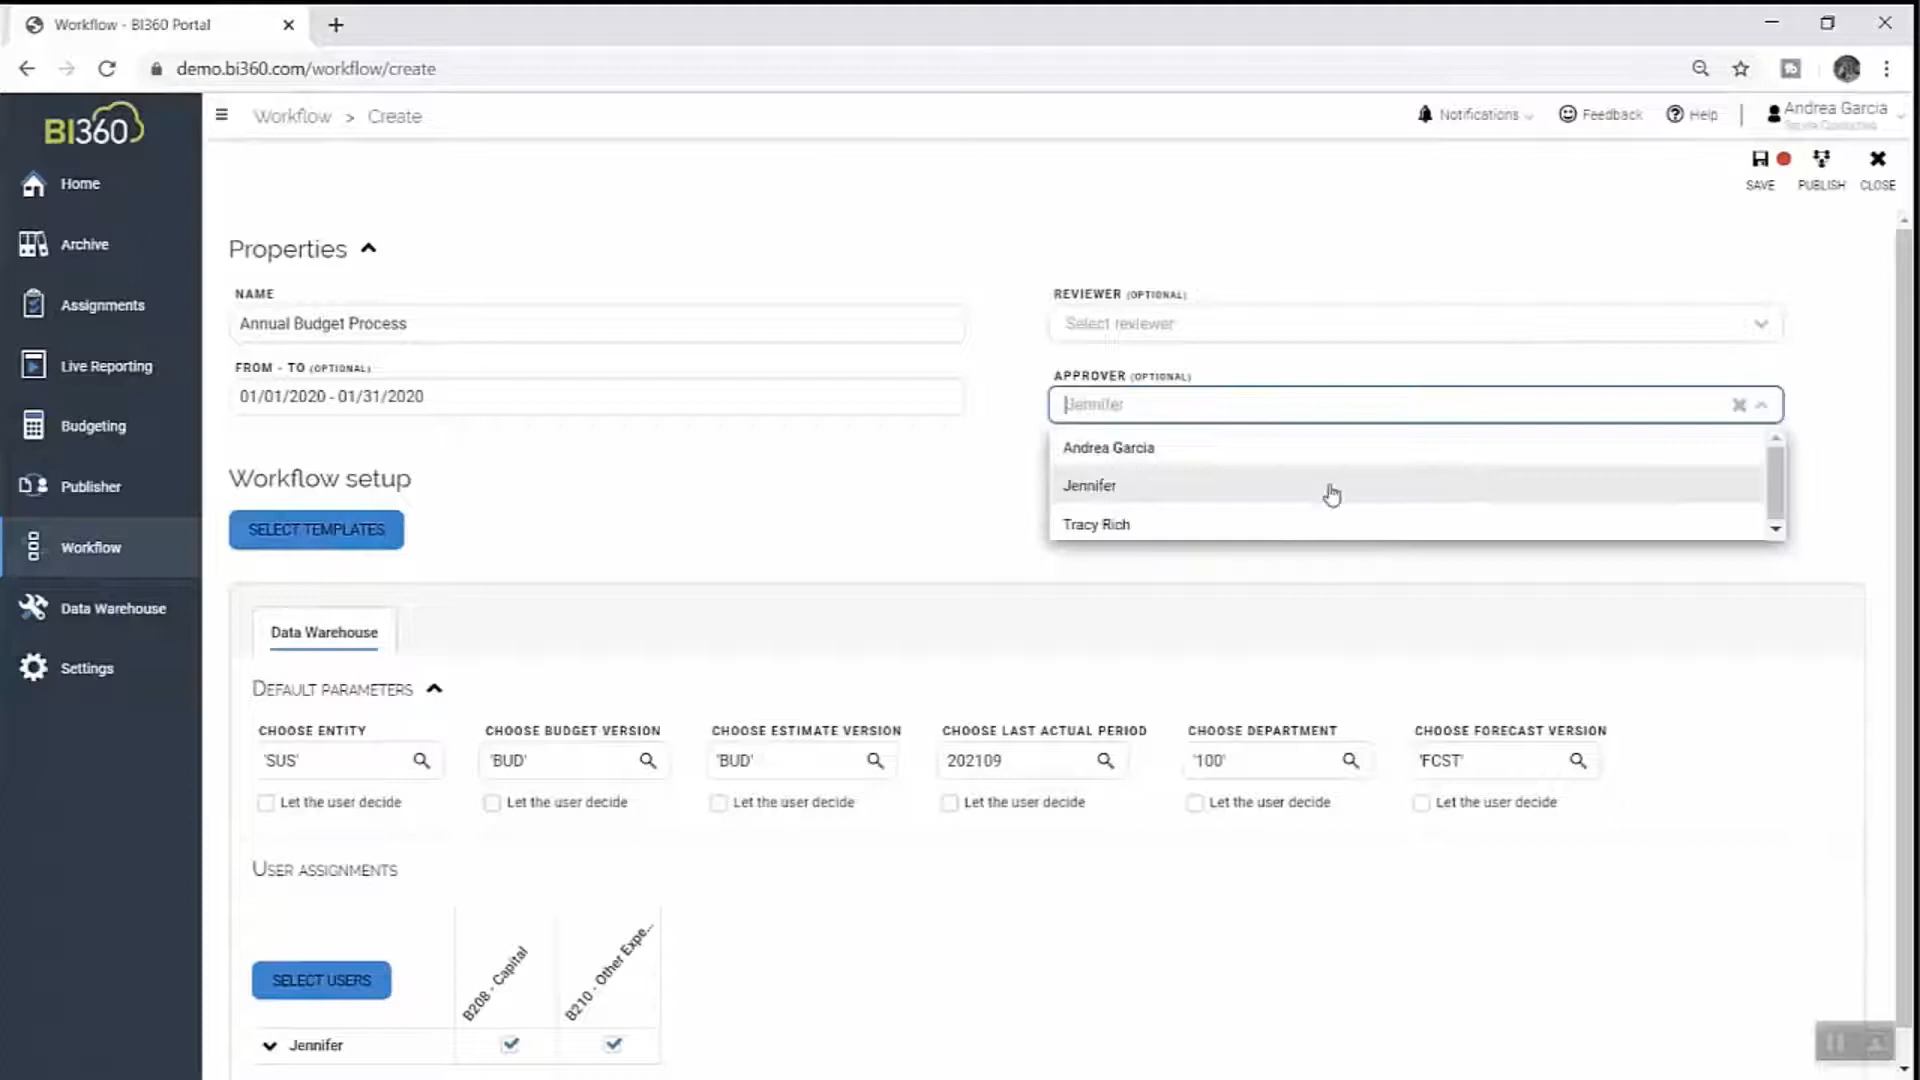 Workflow - BI360 Portal
demo.bi360.com/workflow/create
BI360
Workflow > Create
Notifications
Feedback
Help
Andrea Garcia
SAVE
PUBLISH
CLOSE
Home
Archive
Assignments
Live Reporting
Budgeting
Publisher
Workflow
Data Warehouse
Settings
Properties
NAME
Annual Budget Process
FROM - TO (OPTIONAL)
01/01/2020 - 01/31/2020
REVIEWER (OPTIONAL)
Select reviewer
APPROVER (OPTIONAL)
Jennifer
Andrea Garcia
Jennifer
Tracy Rich
Workflow setup
SELECT TEMPLATES
Data Warehouse
DEFAULT PARAMETERS
CHOOSE ENTITY
'SUS'
Let the user decide
CHOOSE BUDGET VERSION
'BUD'
Let the user decide
CHOOSE ESTIMATE VERSION
'BUD'
Let the user decide
CHOOSE LAST ACTUAL PERIOD
202109
Let the user decide
CHOOSE DEPARTMENT
'100'
Let the user decide
CHOOSE FORECAST VERSION
'FCST'
Let the user decide
USER ASSIGNMENTS
SELECT USERS
B208 - Capital
B210 - Other Expe...
Jennifer